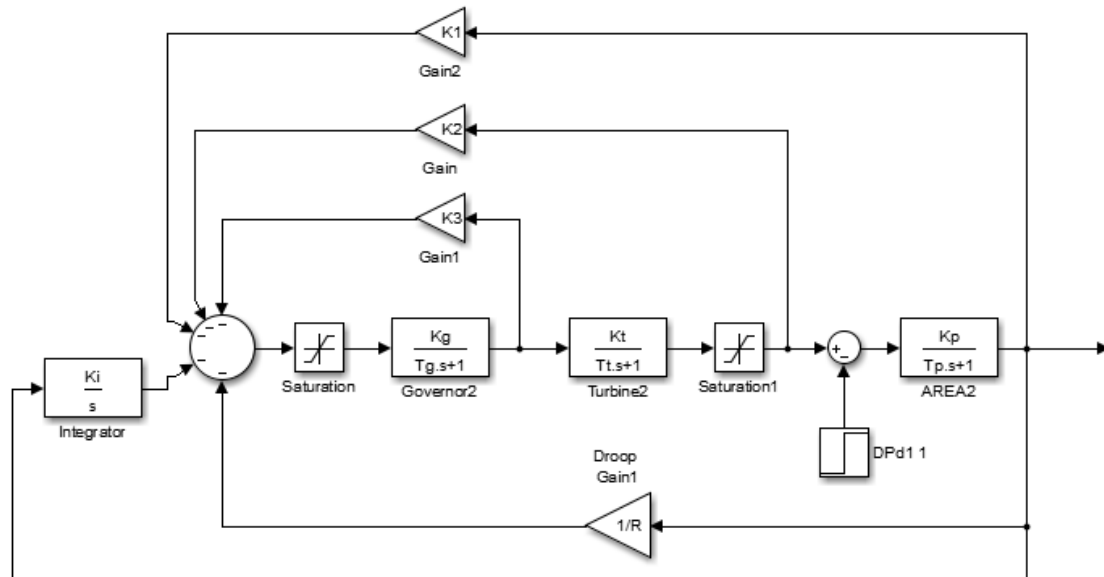 K1
Gain2
K2
Gain
K3
Gain1
Ki
s
Integrator
Saturation
Kg
Tg.s+1
Governor2
Kt
Tt.s+1
Turbine2
Saturation1
Kp
Tp.s+1
AREA2
DPd1 1
Droop
Gain1
1/R